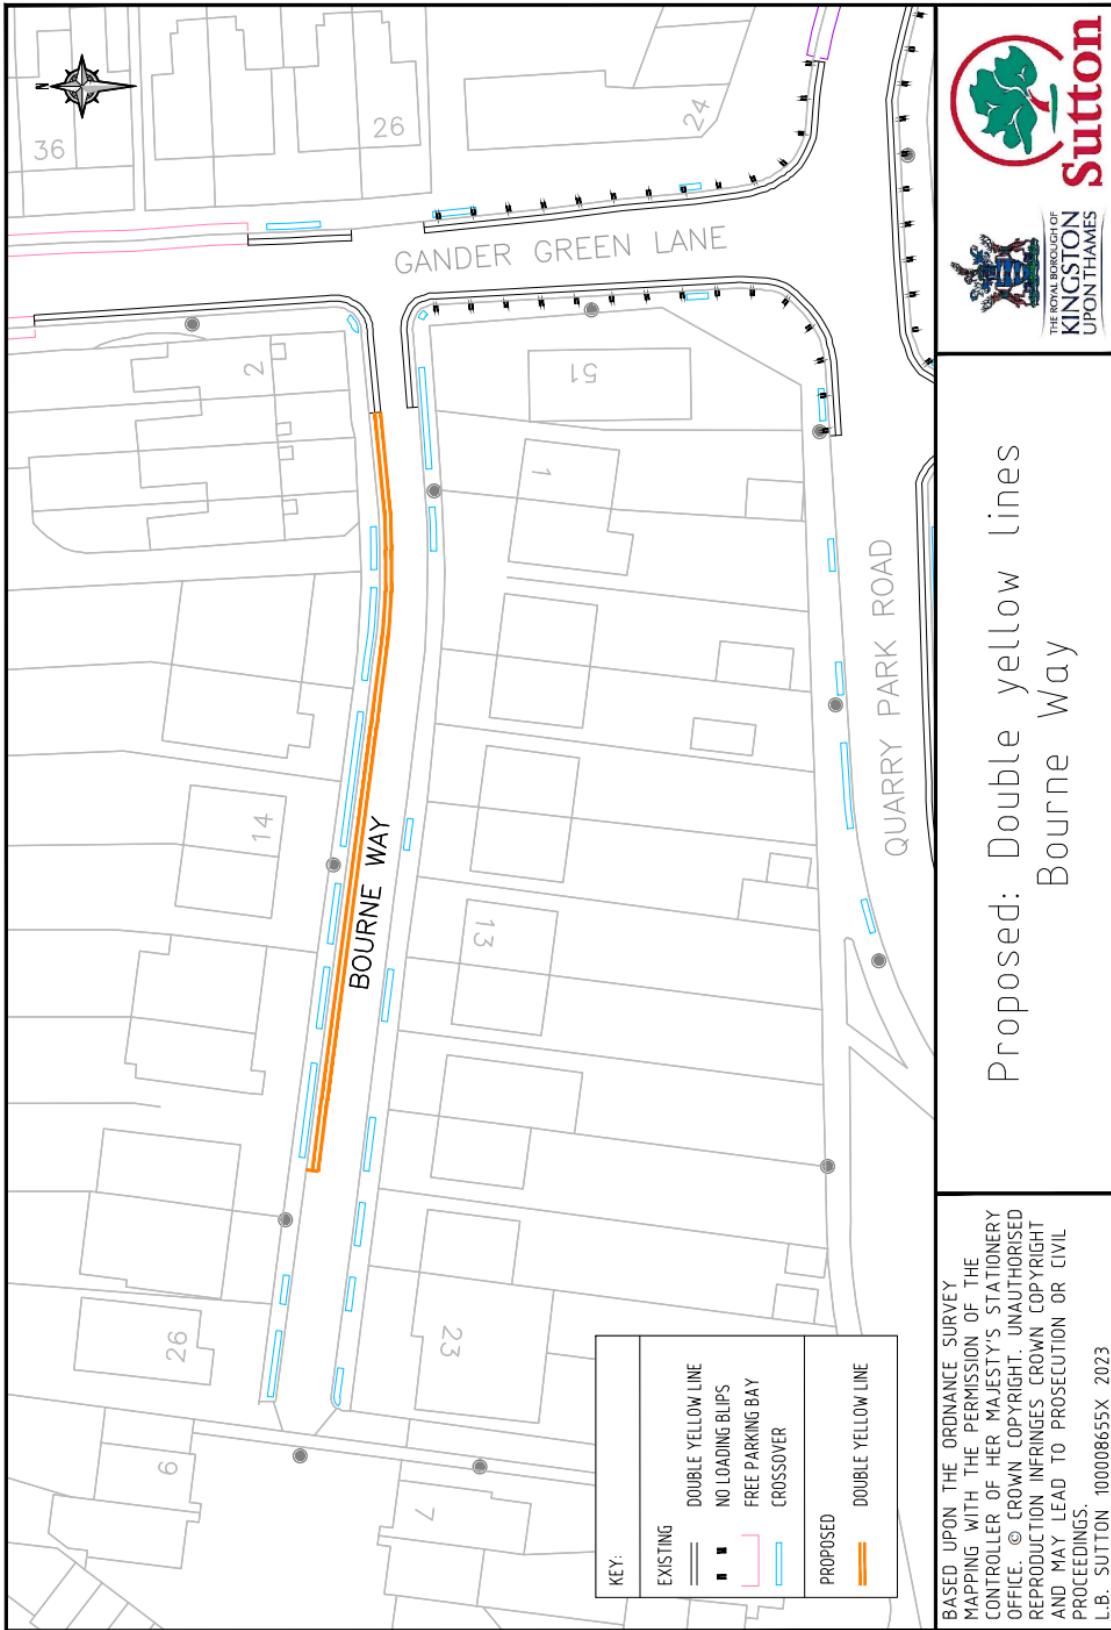 N
36
26
24
GANDER GREEN LANE
2
51
1
14
BOURNE WAY
13
QUARRY PARK ROAD
26
23
9
7
KEY:
EXISTING
DOUBLE YELLOW LINE
NO LOADING BLIPS
FREE PARKING BAY
CROSSOVER
PROPOSED
DOUBLE YELLOW LINE
BASED UPON THE ORDNANCE SURVEY
MAPPING WITH THE PERMISSION OF THE
CONTROLLER OF HER MAJESTY'S STATIONERY
OFFICE. © CROWN COPYRIGHT. UNAUTHORISED
REPRODUCTION INFRINGES CROWN COPYRIGHT
AND MAY LEAD TO PROSECUTION OR CIVIL
PROCEEDINGS.
L.B. SUTTON 100008655X 2023
Proposed: Double yellow lines
Bourne Way
THE ROYAL BOROUGH OF
KINGSTON
UPON THAMES
Sutton